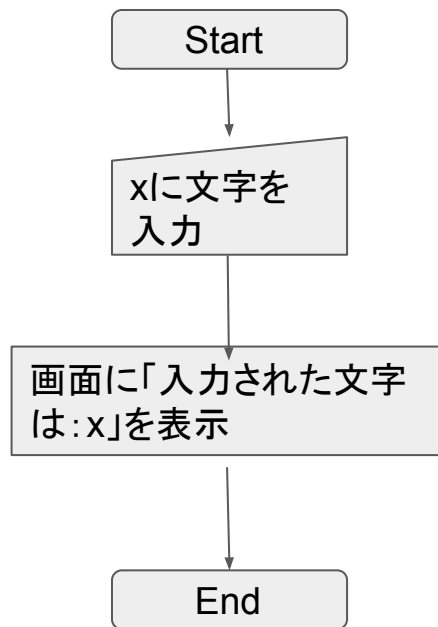 Start
xに文字を
入力
画面に「入力された文字
は：x」を表示
End